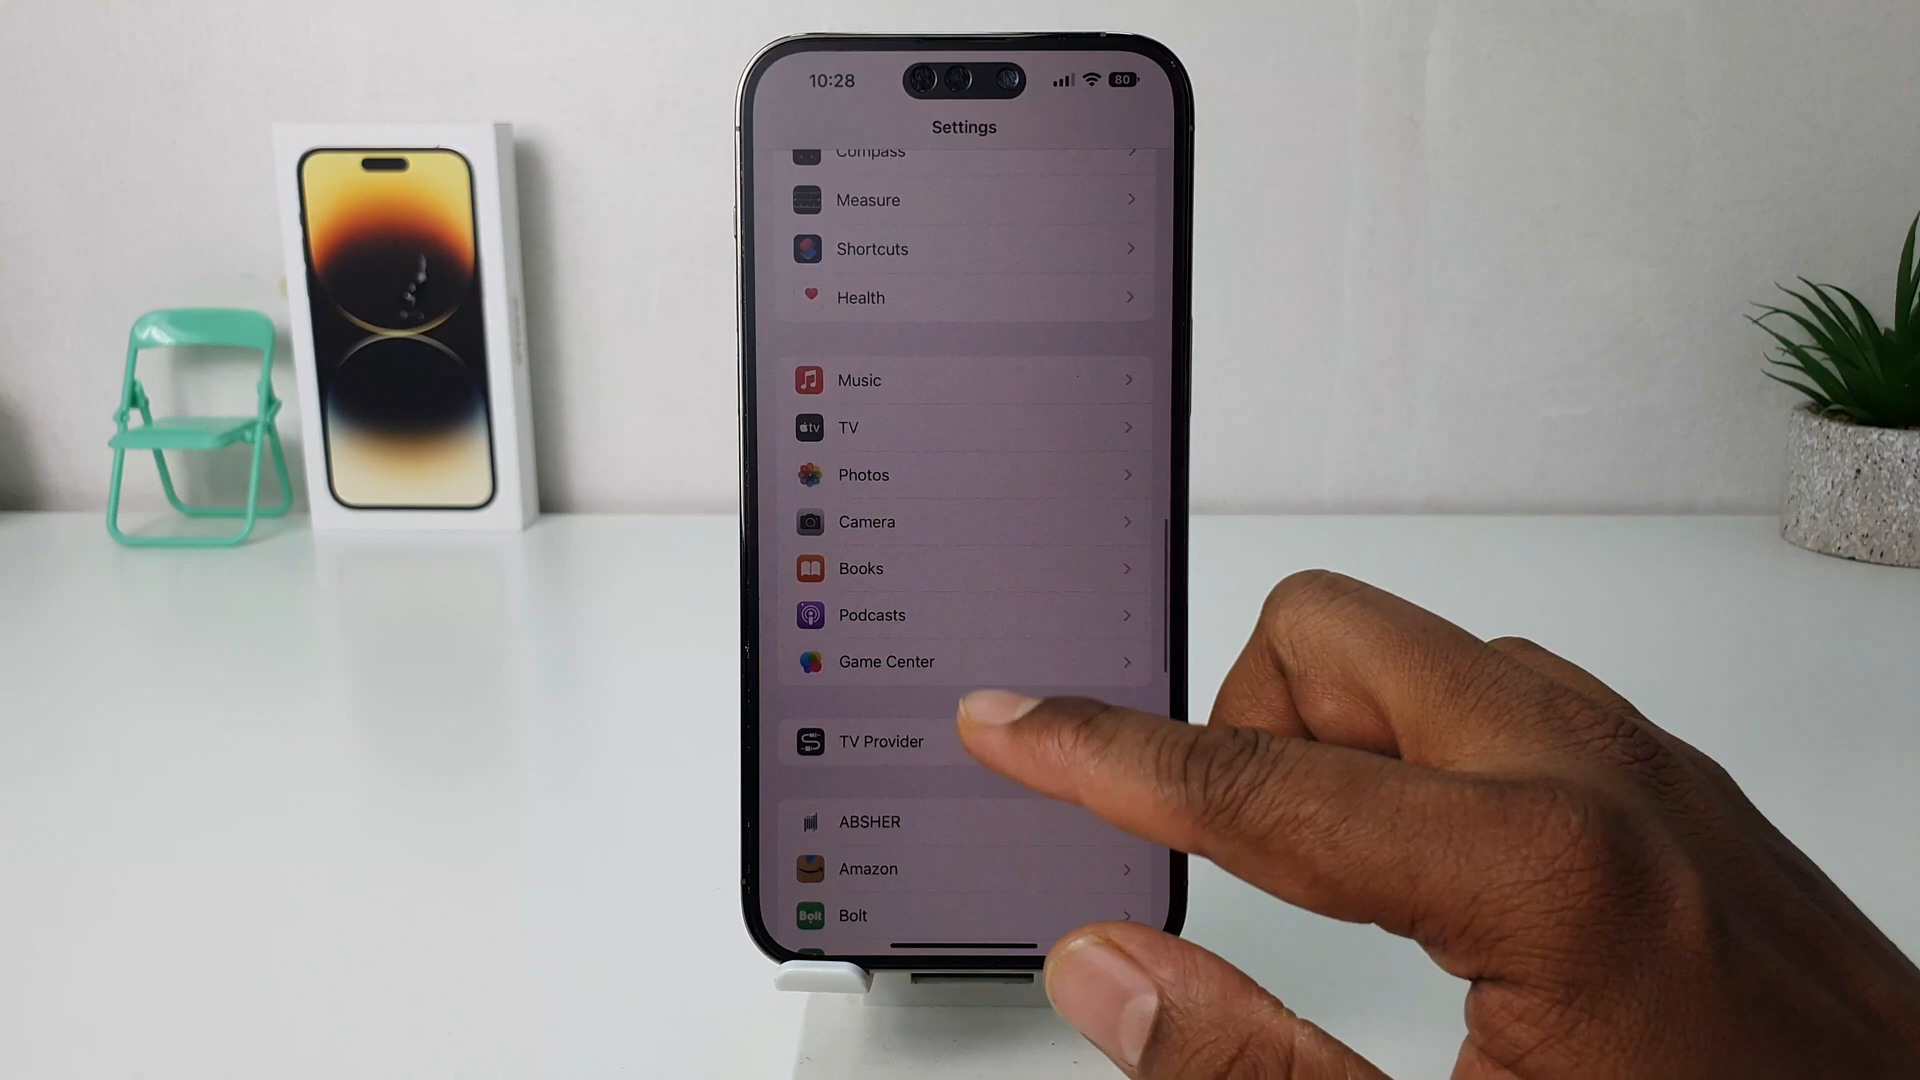 10:28
80
Settings
Compass
Measure
Shortcuts
Health
Music
tv
TV
Photos
Camera
Books
Podcasts
Game Center
TV Provider
ABSHER
Amazon
Bolt
Bolt